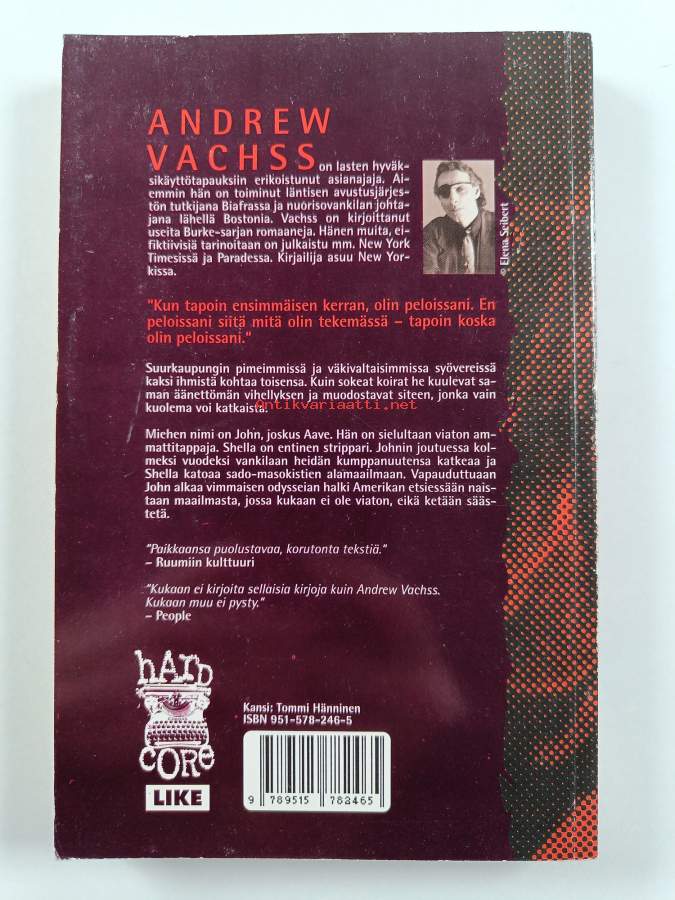 ANDREW
VACHSS on lasten hyväk-
sikäyttötapauksiin erikoistunut asianajaja. Ai-
emmin hän on toiminut läntisen avustusjärjes-
tön tutkijana Biafrassa ja nuorisovankilan johta-
jana lähellä Bostonia. Vachss on kirjoittanut
useita Burke-sarjan romaaneja. Hänen muita, ei-
fiktiivisiä tarinoitaan on julkaistu mm. New York
Timesissä ja Paradessa. Kirjailija asuu New Yor-
kissa.
© Elena Seibert
"Kun tapoin ensimmäisen kerran, olin peloissani. En
peloissani siitä mitä olin tekemässä – tapoin koska
olin peloissani."
Suurkaupungin pimeimmissä ja väkivaltaisimmissa syövereissä
kaksi ihmistä kohtaa toisensa. Kuin sokeat koirat he kuulevat sa-
man äänettömän vihellyksen ja muodostavat siteen, jonka vain
kuolema voi katkaista.
antikvariaatti.net
Miehen nimi on John, joskus Aave. Hän on sielultaan viaton am-
mattitappaja. Shella on entinen strippari. Johnin joutuessa kol-
meksi vuodeksi vankilaan heidän kumppanuutensa katkeaa ja
Shella katoaa sado-masokistien alamaailmaan. Vapauduttuaan
John alkaa vimmaisen odysseian halki Amerikan etsiessään nais-
taan maailmasta, jossa kukaan ei ole viaton, eikä ketään sääs-
tetä.
"Paikkaansa puolustavaa, korutonta tekstiä."
– Ruumiin kulttuuri
"Kukaan ei kirjoita sellaisia kirjoja kuin Andrew Vachss.
Kukaan muu ei pysty."
– People
hARD
CORe
LIKE
Kansi: Tommi Hänninen
ISBN 951-578-246-5
9 789515 782465